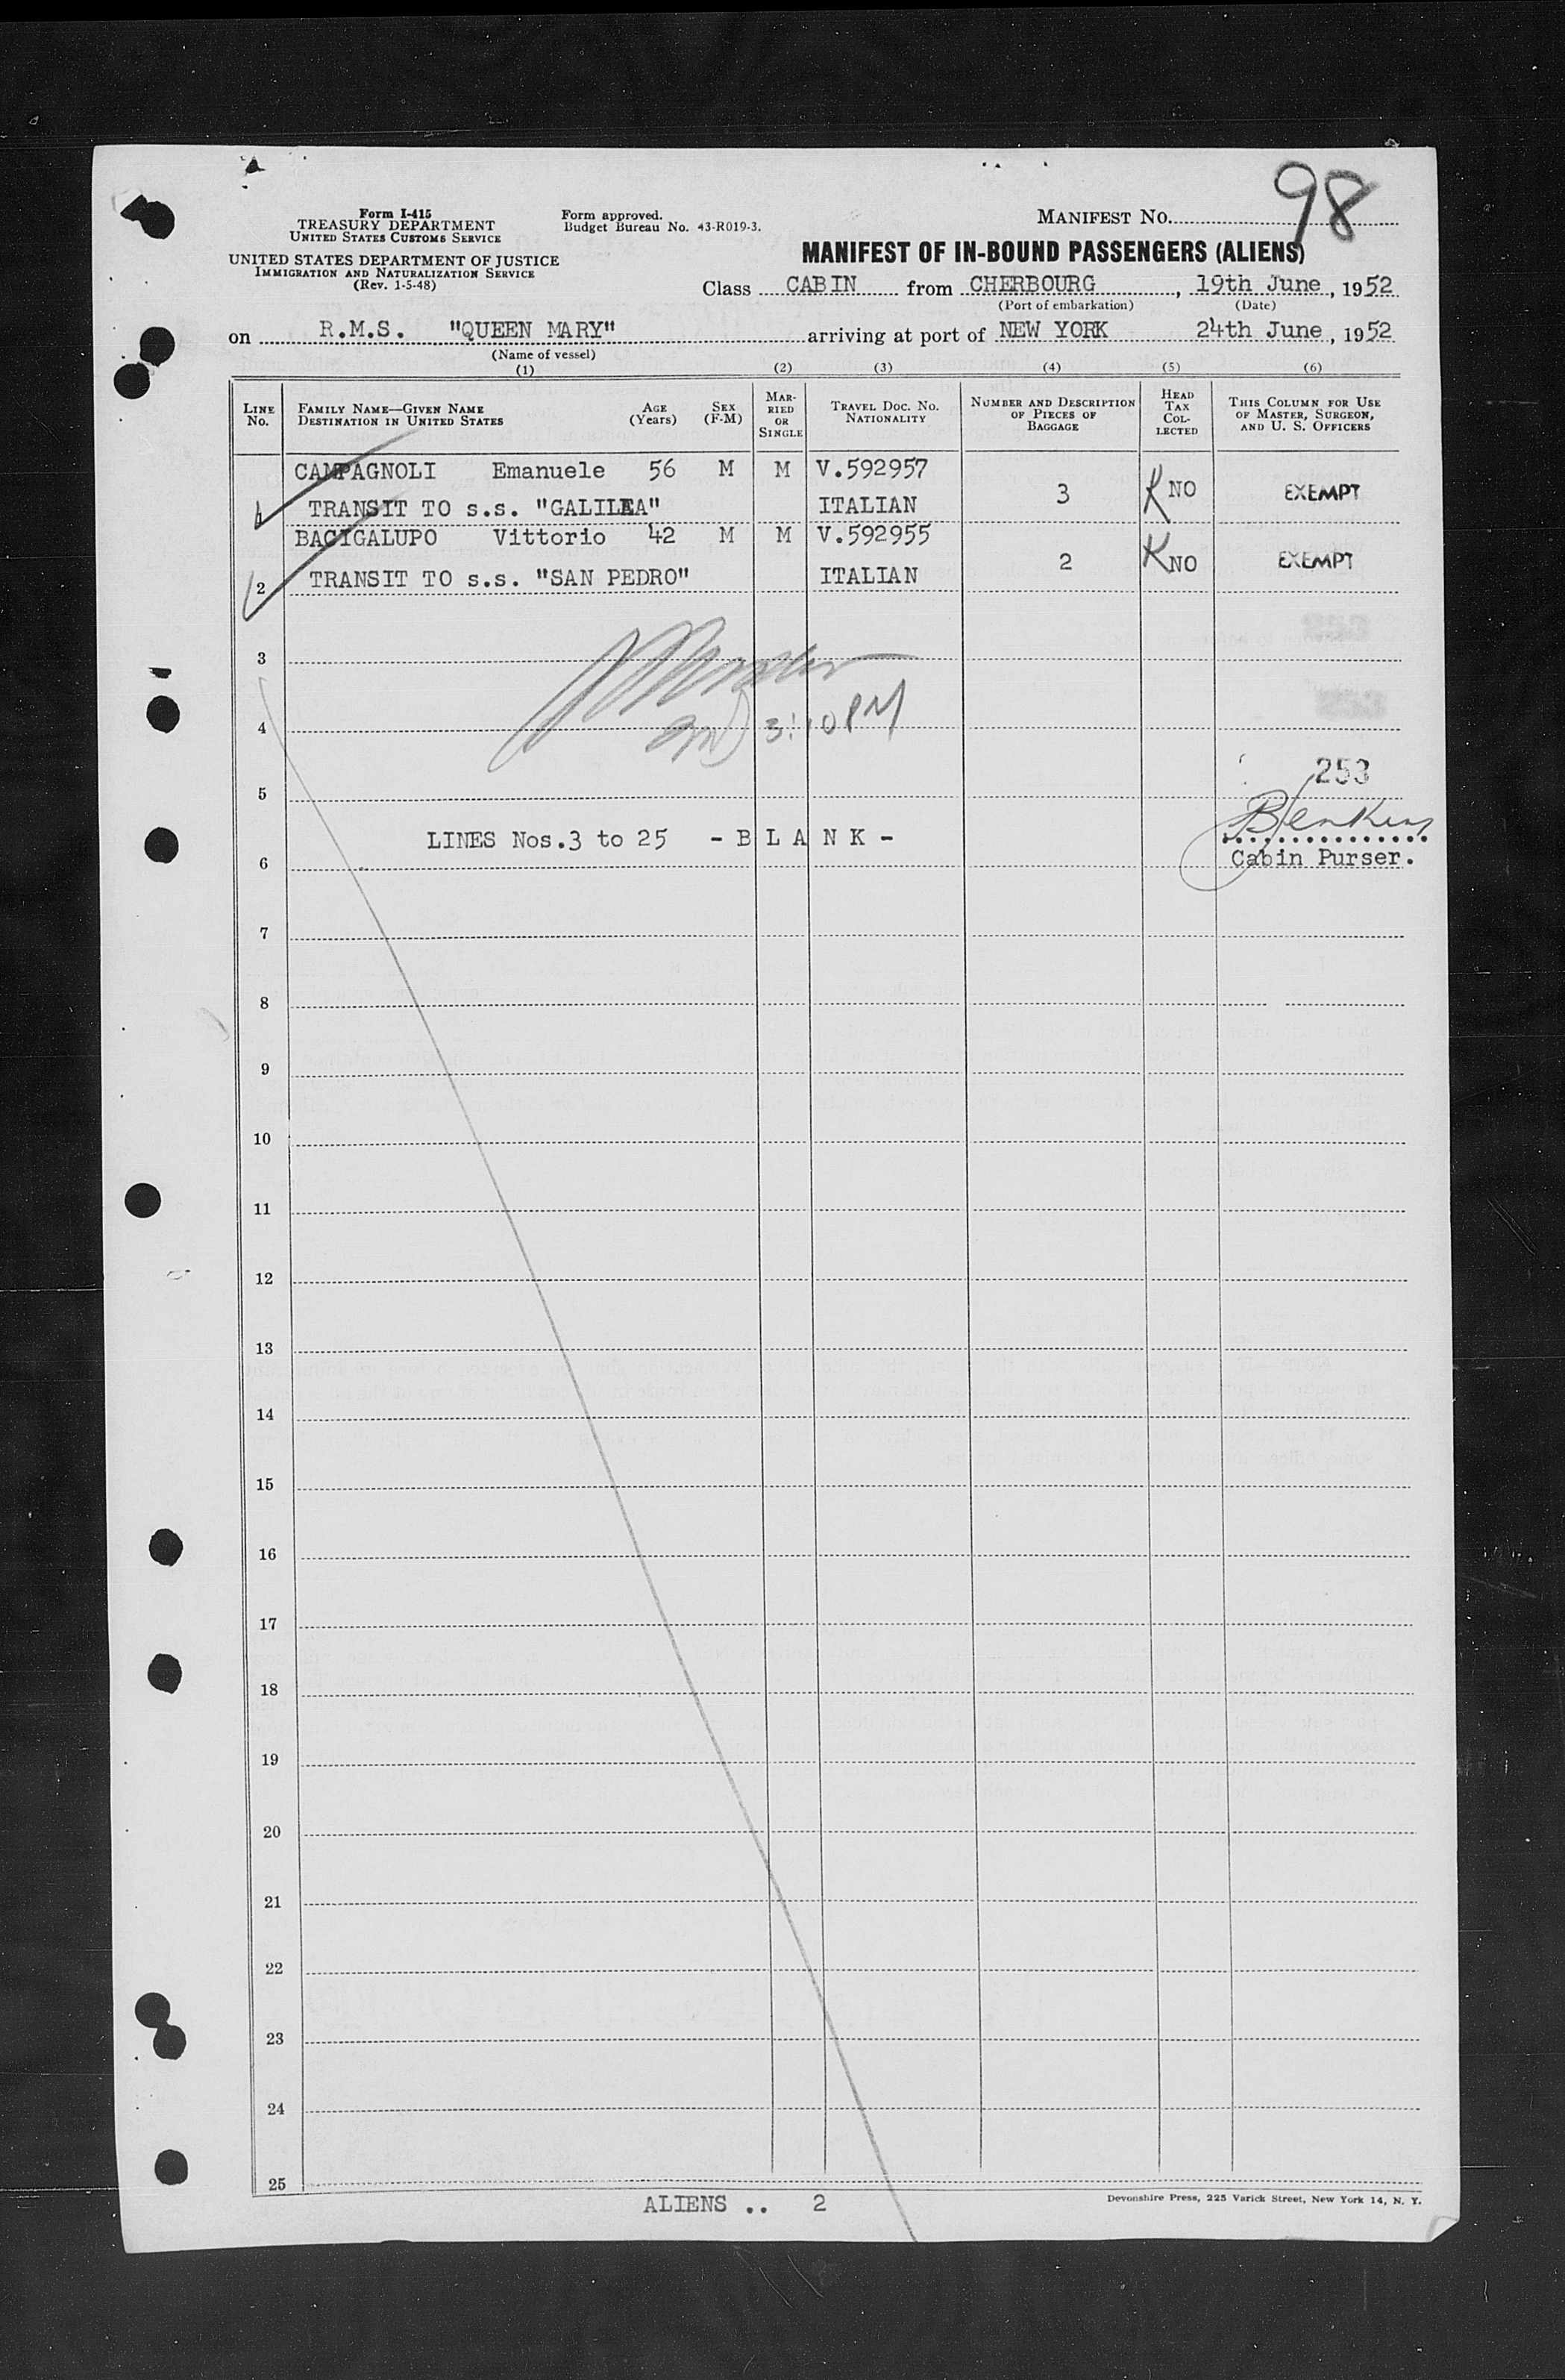 98
Form I-415
TREASURY DEPARTMENT
UNITED STATES CUSTOMS SERVICE
UNITED STATES DEPARTMENT OF JUSTICE
IMMIGRATION AND NATURALIZATION SERVICE
(Rev. 1-5-48)
Form approved.
Budget Bureau No. 43-R019-3.
MANIFEST NO.
MANIFEST OF IN-BOUND PASSENGERS (ALIENS)
Class CABIN from CHERBOURG, 19th June, 1952
(Port of embarkation) (Date)
on R.M.S. "QUEEN MARY" arriving at port of NEW YORK 24th June, 1952
(Name of vessel)
(1) (2) (3) (4) (5) (6)
LINE No. FAMILY NAME—GIVEN NAME DESTINATION IN UNITED STATES AGE (Years) SEX (F-M) MARRIED OR SINGLE TRAVEL DOC. NO. NATIONALITY NUMBER AND DESCRIPTION OF PIECES OF BAGGAGE HEAD TAX COLLECTED THIS COLUMN FOR USE OF MASTER, SURGEON, AND U. S. OFFICERS
CAMPAGNOLI Emanuele 56 M M V.592957
1 TRANSIT TO s.s. "GALILEA" ITALIAN 3 K NO EXEMPT
BACIGALUPO Vittorio 42 M M V.592955
2 TRANSIT TO s.s. "SAN PEDRO" ITALIAN 2 K NO EXEMPT
3
4 3:10 PM
253
5
LINES Nos.3 to 25 - B L A N K -
Cabin Purser.
6
7
8
9
10
11
12
13
14
15
16
17
18
19
20
21
22
23
24
25
ALIENS .. 2
Devonshire Press, 225 Varick Street, New York 14, N. Y.